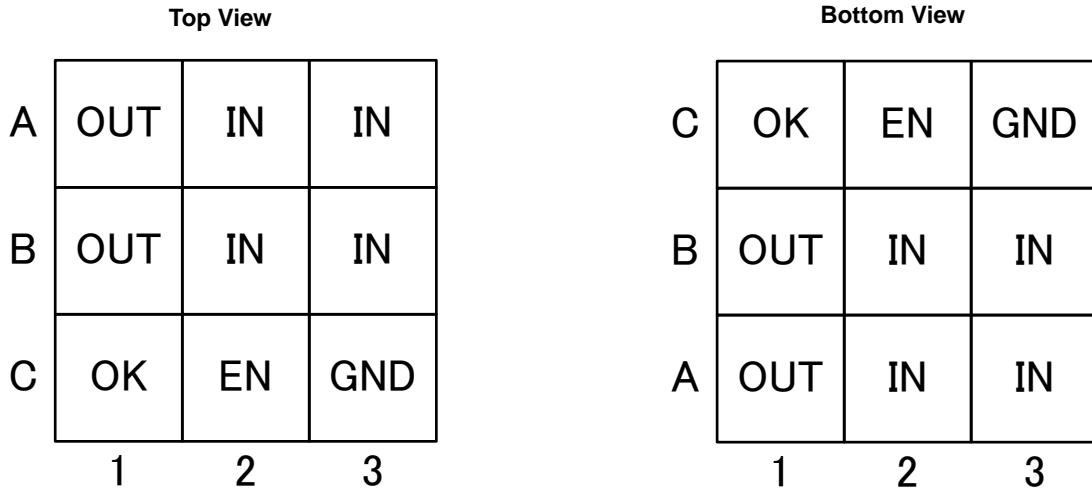 Top View
A OUT IN IN
B OUT IN IN
C OK EN GND
1 2 3
Bottom View
C OK EN GND
B OUT IN IN
A OUT IN IN
1 2 3